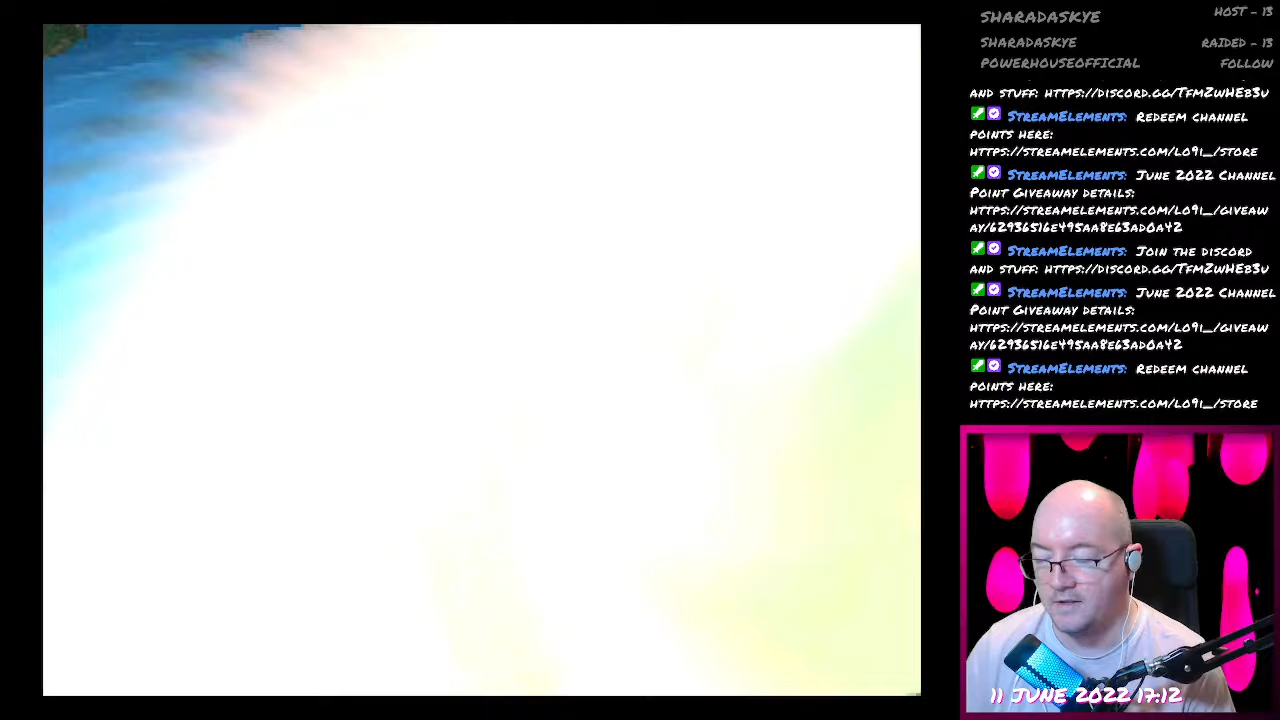 SHARADASKYE HOST - 13
SHARADASKYE RAIDED - 13
POWERHOUSEOFFICIAL FOLLOW
AND STUFF: HTTPS://DISCORD.GG/TFMZWHE83U
STREAMELEMENTS: REDEEM CHANNEL
POINTS HERE:
HTTPS://STREAMELEMENTS.COM/LO9I_/STORE
STREAMELEMENTS: JUNE 2022 CHANNEL
POINT GIVEAWAY DETAILS:
HTTPS://STREAMELEMENTS.COM/LO9I_/GIVEAW
AY/62936516E495AA8E63AD0A42
STREAMELEMENTS: JOIN THE DISCORD
AND STUFF: HTTPS://DISCORD.GG/TFMZWHE83U
STREAMELEMENTS: JUNE 2022 CHANNEL
POINT GIVEAWAY DETAILS:
HTTPS://STREAMELEMENTS.COM/LO9I_/GIVEAW
AY/62936516E495AA8E63AD0A42
STREAMELEMENTS: REDEEM CHANNEL
POINTS HERE:
HTTPS://STREAMELEMENTS.COM/LO9I_/STORE
11 JUNE 2022 17:12